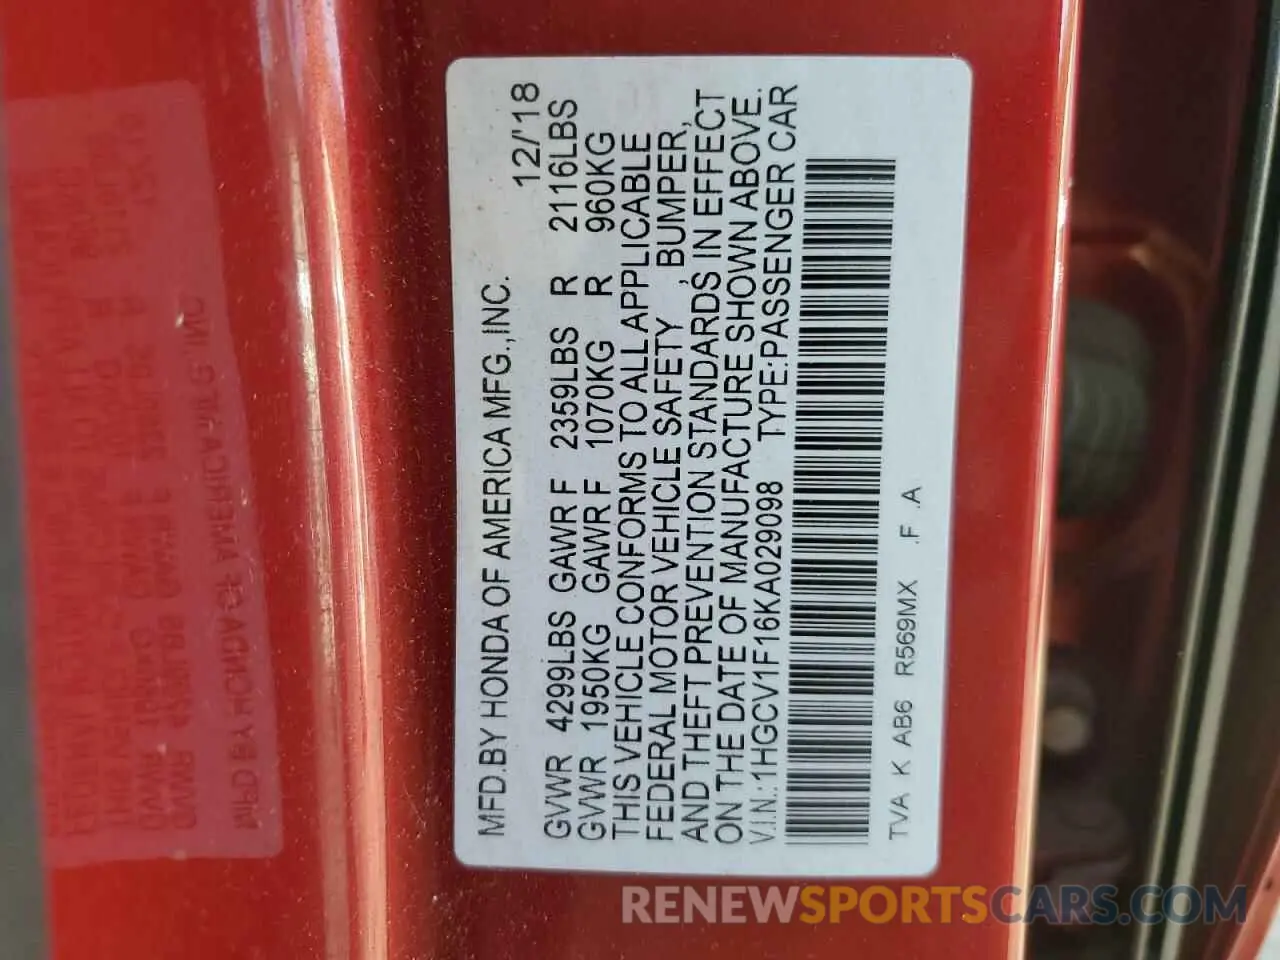 MFD.BY HONDA OF AMERICA MFG.,INC. 12/'18
GVWR 4299LBS GAWR F 2359LBS R 2116LBS
GVWR 1950KG GAWR F 1070KG R 960KG
THIS VEHICLE CONFORMS TO ALL APPLICABLE
FEDERAL MOTOR VEHICLE SAFETY , BUMPER,
AND THEFT PREVENTION STANDARDS IN EFFECT
ON THE DATE OF MANUFACTURE SHOWN ABOVE.
V.I.N.:1HGCV1F16KA029098 TYPE:PASSENGER CAR
TVA K AB6 R569MX .F .A
RENEWSPORTSCARS.COM